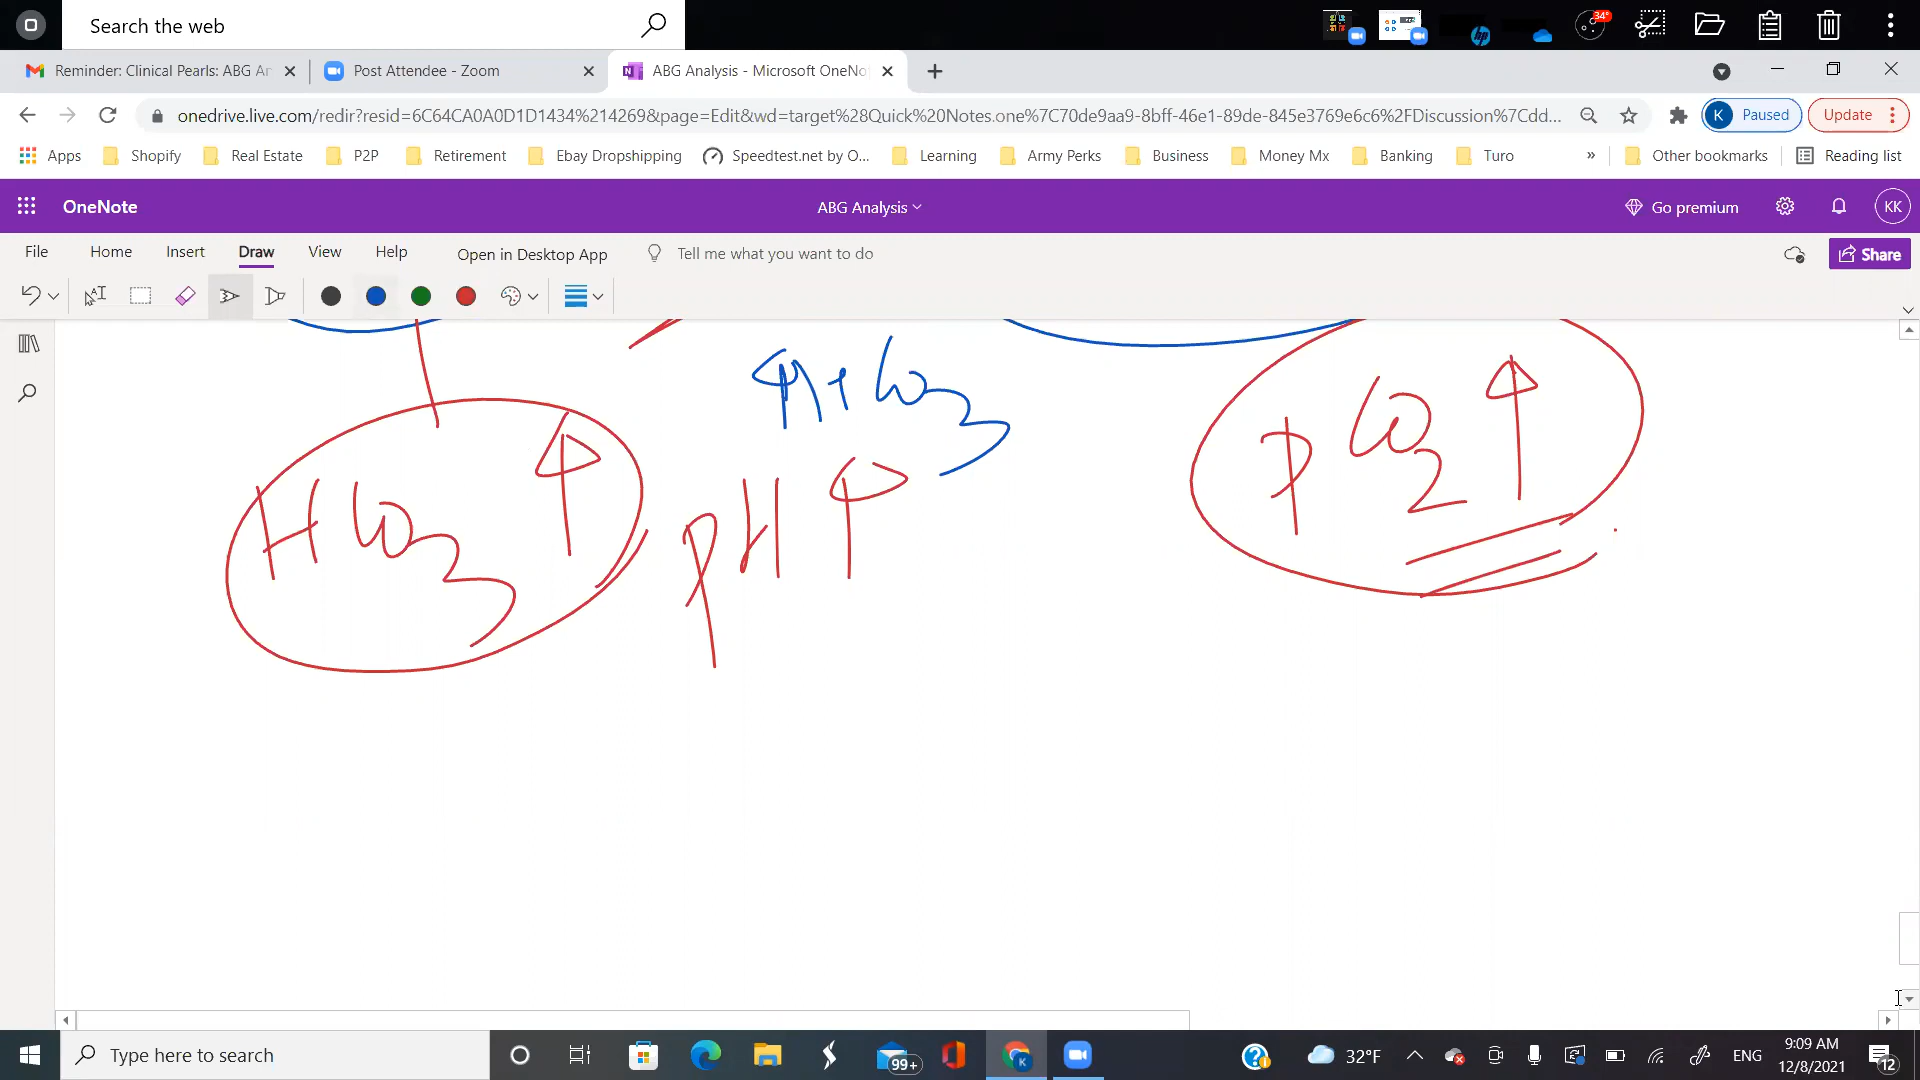 Search the web
34°
Reminder: Clinical Pearls: ABG Ar
Post Attendee - Zoom
ABG Analysis - Microsoft OneNo
onedrive.live.com/redir?resid=6C64CA0A0D1D1434%214269&page=Edit&wd=target%28Quick%20Notes.one%7C70de9aa9-8bff-46e1-89de-845e3769e6c6%2FDiscussion%7Cdd...
K Paused
Update
Apps Shopify Real Estate P2P Retirement Ebay Dropshipping Speedtest.net by O... Learning Army Perks Business Money Mx Banking Turo » Other bookmarks Reading list
OneNote
ABG Analysis
Go premium
KK
File Home Insert Draw View Help Open in Desktop App Tell me what you want to do
Share
pCO2 ↑
HCO3 ↑
pH ↑
Type here to search
99+
32°F
ENG
9:09 AM
12/8/2021
12